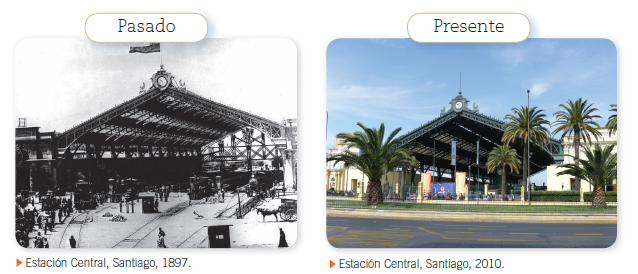 Pasado
Presente
Estación Central, Santiago, 1897.
Estación Central, Santiago, 2010.